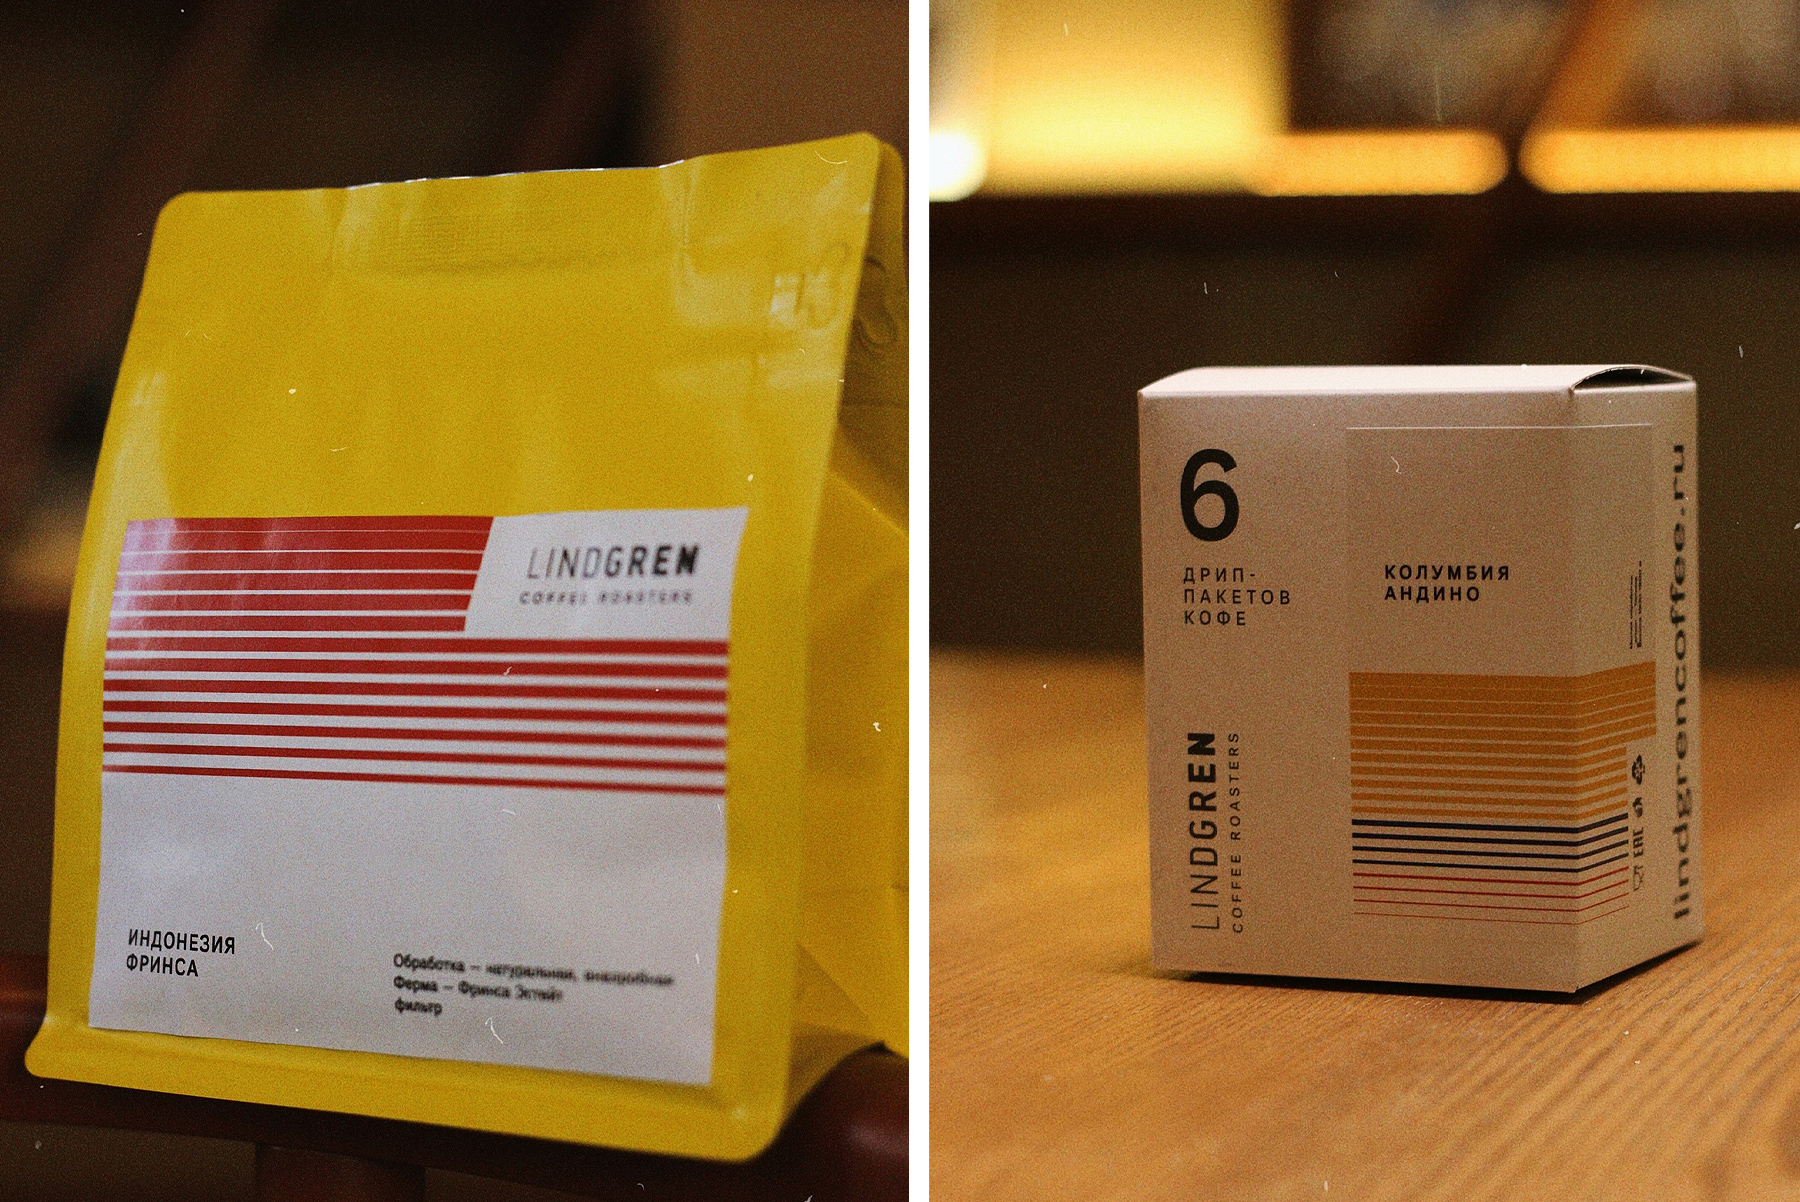 LINDGREN
COFFEE ROASTERS
ИНДОНЕЗИЯ
ФРИНСА
Обработка — натуральная, анаэробная
Ферма — Фринса Эстейт
фильтр
6
ДРИП-
ПАКЕТОВ
КОФЕ
КОЛУМБИЯ
АНДИНО
LINDGREN
COFFEE ROASTERS
EAC
lindgrencoffee.ru